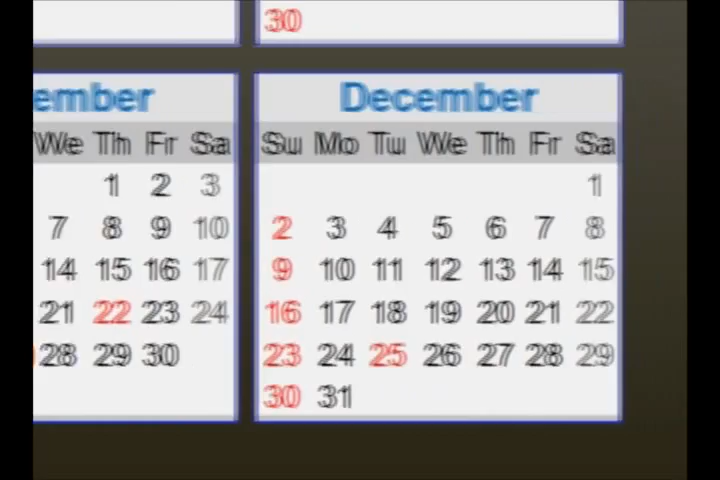 30
ember
We Th Fr Sa
1 2 3
7 8 9 10
14 15 16 17
21 22 23 24
28 29 30
December
Su Mo Tu We Th Fr Sa
1
2 3 4 5 6 7 8
9 10 11 12 13 14 15
16 17 18 19 20 21 22
23 24 25 26 27 28 29
30 31